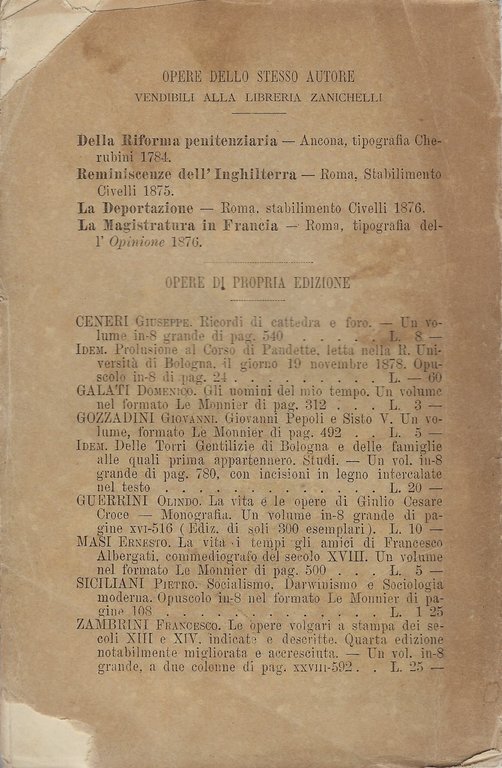 OPERE DELLO STESSO AUTORE
VENDIBILI ALLA LIBRERIA ZANICHELLI
Della Riforma penitenziaria — Ancona, tipografia Che-
rubini 1784.
Reminiscenze dell' Inghilterra — Roma, Stabilimento
Civelli 1875.
La Deportazione — Roma, stabilimento Civelli 1876.
La Magistratura in Francia — Roma, tipografia del-
l' Opinione 1876.
OPERE DI PROPRIA EDIZIONE
CENERI GIUSEPPE. Ricordi di cattedra e foro. — Un vo-
lume in-8 grande di pag. 540 . . . . . L. 8 —
IDEM. Prolusione al Corso di Pandette, letta nella R. Uni-
versità di Bologna, il giorno 19 novembre 1878. Opu-
scolo in-8 di pag. 24 . . . . . . . . L. — 60
GALATI DOMENICO. Gli uomini del mio tempo. Un volume
nel formato Le Monnier di pag. 312 . . . L. 3 —
GOZZADINI GIOVANNI. Giovanni Pepoli e Sisto V. Un vo-
lume, formato Le Monnier di pag. 492 . . L. 5 —
IDEM. Delle Torri Gentilizie di Bologna e delle famiglie
alle quali prima appartennero. Studi. — Un vol. in-8
grande di pag. 780, con incisioni in legno intercalate
nel testo . . . . . . . . . . . . L. 20 —
GUERRINI OLINDO. La vita e le opere di Giulio Cesare
Croce — Monografia. Un volume in-8 grande di pa-
gine XVI-516 (Ediz. di soli 300 esemplari). L. 10 —
MASI ERNESTO. La vita i tempi gli amici di Francesco
Albergati, commediografo del secolo XVIII. Un volume
nel formato Le Monnier di pag. 500 . . . L. 5 —
SICILIANI PIETRO. Socialismo, Darwinismo e Sociologia
moderna. Opuscolo in-8 nel formato Le Monnier di pa-
gine 108 . . . . . . . . . . . . L. 1 25
ZAMBRINI FRANCESCO. Le opere volgari a stampa dei se-
coli XIII e XIV, indicate e descritte. Quarta edizione
notabilmente migliorata e accresciuta. — Un vol. in-8
grande, a due colonne di pag. XXVIII-592 . . L. 25 —